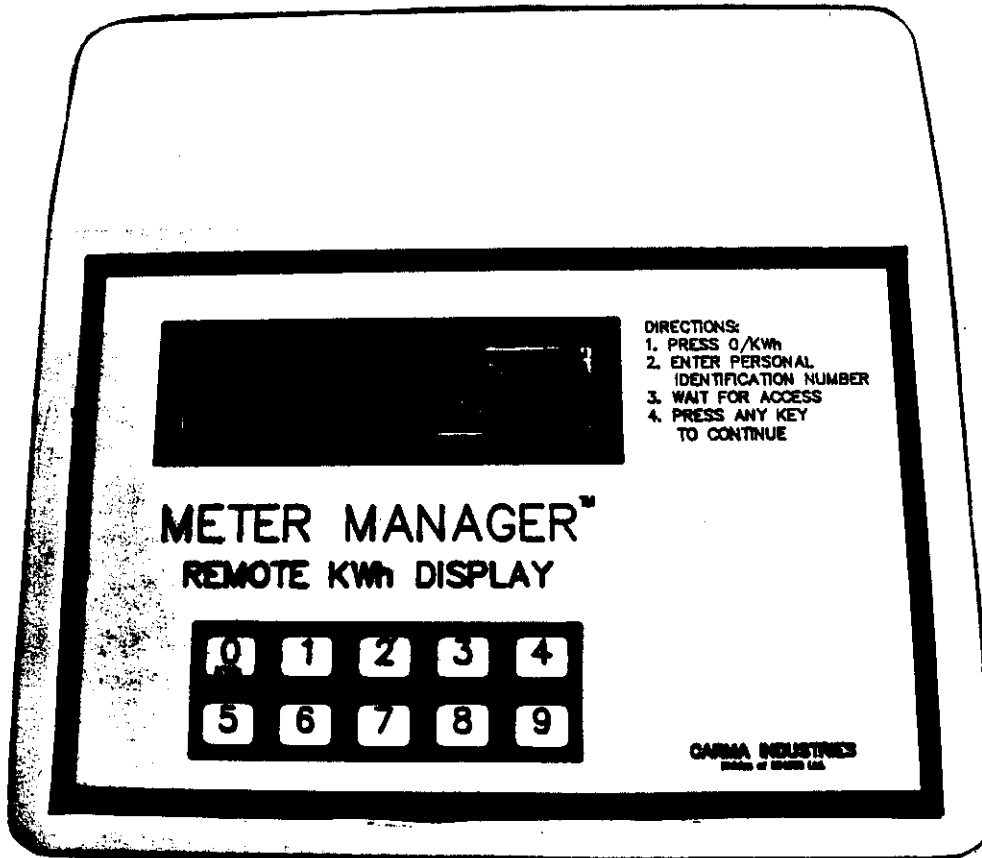 DIRECTIONS:
1. PRESS 0/KWh
2. ENTER PERSONAL
IDENTIFICATION NUMBER
3. WAIT FOR ACCESS
4. PRESS ANY KEY
TO CONTINUE
METER MANAGER™
REMOTE KWh DISPLAY
0 1 2 3 4
5 6 7 8 9
CARMA INDUSTRIES